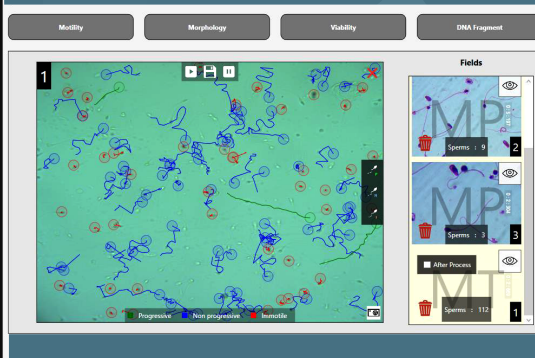 Motility
Morphology
Viability
DNA Fragment
1
Progressive Non progressive Immotile
Fields
MP
Sperms : 9
2
MP
Sperms : 3
3
After Process
MT
Sperms : 112
1